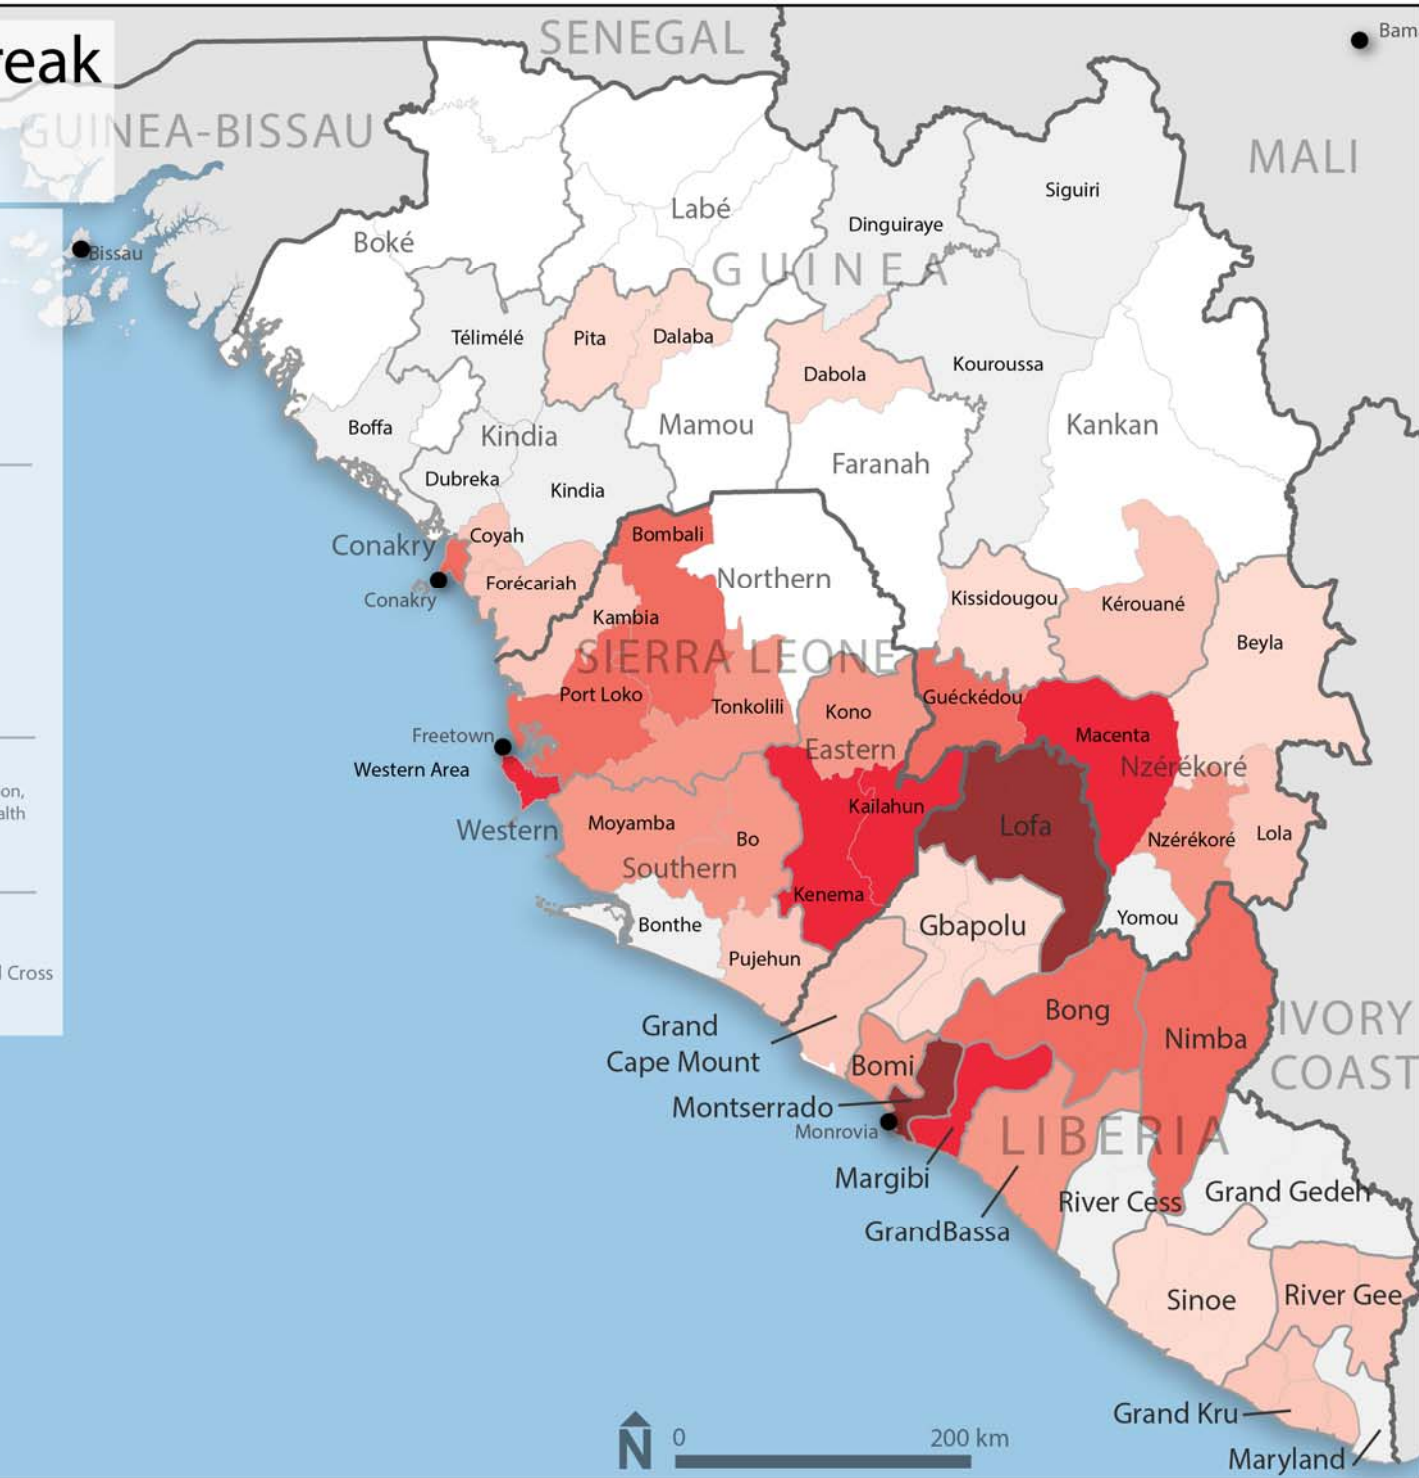 reak
SENEGAL
Bam
GUINEA-BISSAU
MALI
Bissau
Siguiri
Labé
Dinguiraye
Boké
GUINEA
Télimélé
Pita
Dalaba
Dabola
Kouroussa
Boffa
Kindia
Mamou
Kankan
Faranah
Dubreka
Kindia
Coyah
Bombali
Conakry
Forécariah
Northern
Conakry
Kissidougou
Kérouané
Kambia
Beyla
SIERRA LEONE
Port Loko
Tonkolili
Kono
Guéckédou
Freetown
Macenta
Eastern
Western Area
Nzérékoré
on,
alth
Kailahun
Lofa
Moyamba
Bo
Western
Nzérékoré
Lola
Southern
Kenema
Bonthe
Gbapolu
Yomou
Pujehun
l Cross
Bong
IVORY
COAST
Grand
Cape Mount
Nimba
Bomi
Montserrado
Monrovia
LIBERIA
Margibi
River Cess
Grand Gedeh
GrandBassa
Sinoe
River Gee
Grand Kru
Maryland
N
0
200 km